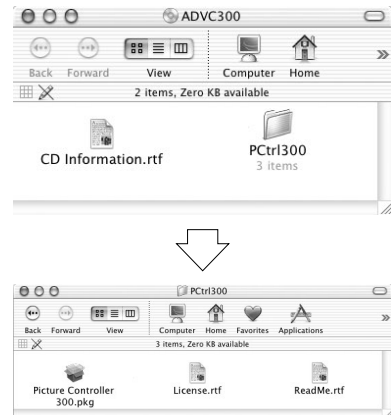 ADVC300
Back Forward View Computer Home
2 items, Zero KB available
CD Information.rtf
PCtrl300
3 items
PCtrl300
Back Forward View Computer Home Favorites Applications
3 items, Zero KB available
Picture Controller
300.pkg
License.rtf
ReadMe.rtf